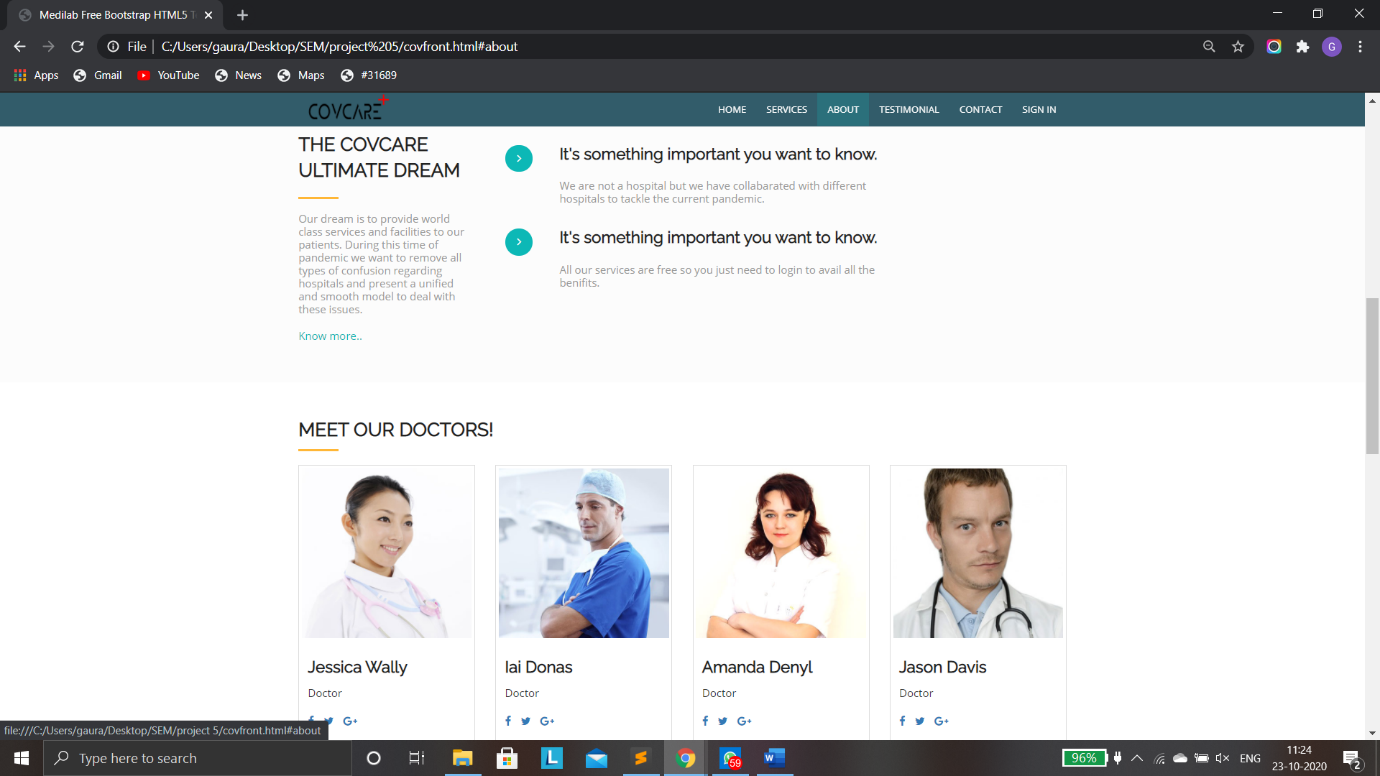 Medilab Free Bootstrap HTML5 T
File | C:/Users/gaura/Desktop/SEM/project%205/covfront.html#about
G
Apps Gmail YouTube News Maps #31689
COVCARE HOME SERVICES ABOUT TESTIMONIAL CONTACT SIGN IN
THE COVCARE
ULTIMATE DREAM
Our dream is to provide world
class services and facilities to our
patients. During this time of
pandemic we want to remove all
types of confusion regarding
hospitals and present a unified
and smooth model to deal with
these issues.
Know more..
It's something important you want to know.
We are not a hospital but we have collabarated with different
hospitals to tackle the current pandemic.
It's something important you want to know.
All our services are free so you just need to login to avail all the
benifits.
MEET OUR DOCTORS!
Jessica Wally Iai Donas Amanda Denyl Jason Davis
Doctor Doctor Doctor Doctor
file:///C:/Users/gaura/Desktop/SEM/project 5/covfront.html#about
Type here to search
L
59
96%
ENG
11:24
23-10-2020
2